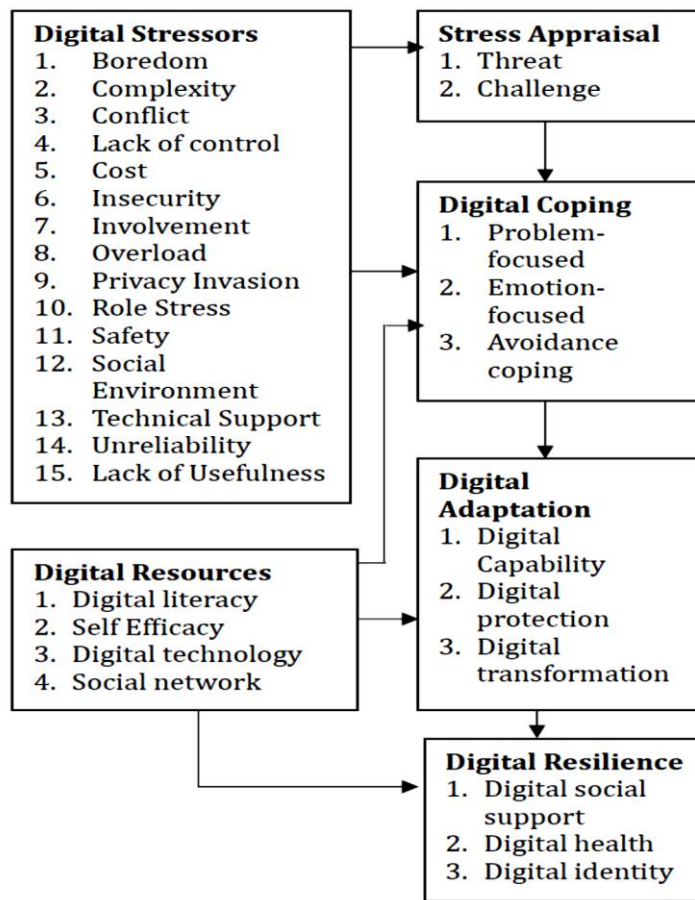 Digital Stressors
1. Boredom
2. Complexity
3. Conflict
4. Lack of control
5. Cost
6. Insecurity
7. Involvement
8. Overload
9. Privacy Invasion
10. Role Stress
11. Safety
12. Social
Environment
13. Technical Support
14. Unreliability
15. Lack of Usefulness
Stress Appraisal
1. Threat
2. Challenge
Digital Coping
1. Problem-
focused
2. Emotion-
focused
3. Avoidance
coping
Digital Resources
1. Digital literacy
2. Self Efficacy
3. Digital technology
4. Social network
Digital
Adaptation
1. Digital
Capability
2. Digital
protection
3. Digital
transformation
Digital Resilience
1. Digital social
support
2. Digital health
3. Digital identity